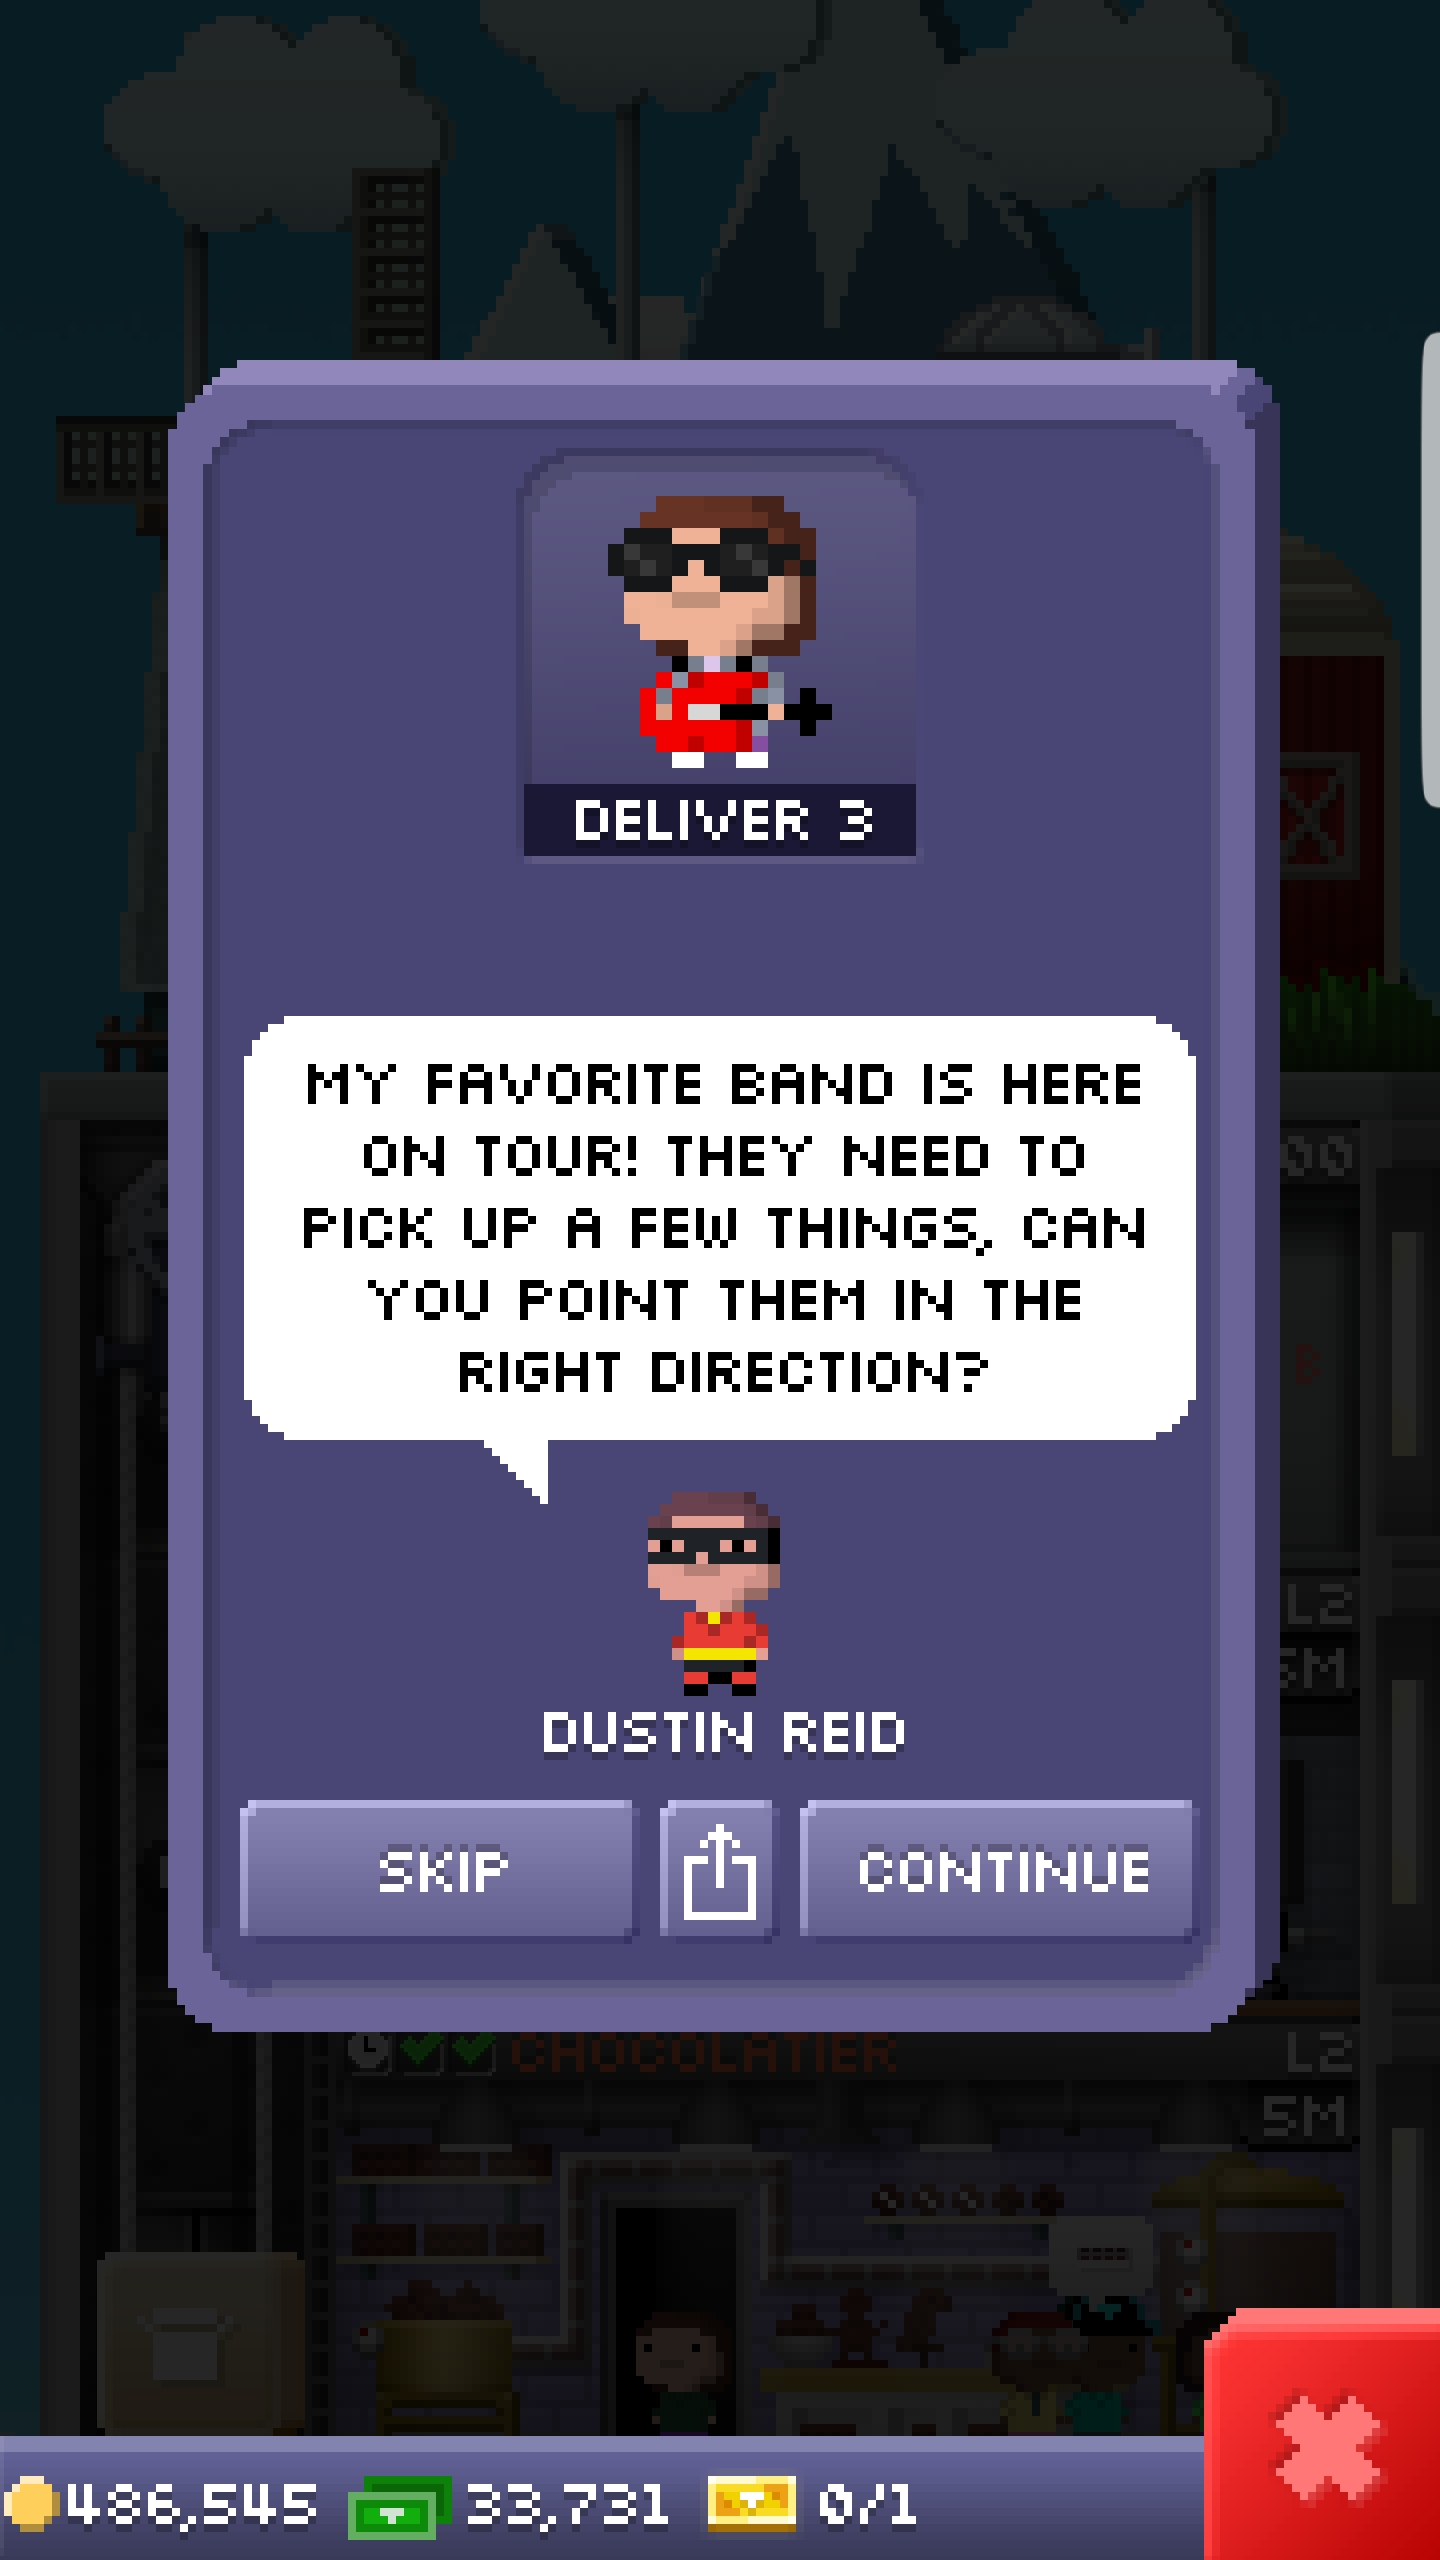 DELIVER 3
MY FAVORITE BAND IS HERE
ON TOUR! THEY NEED TO
PICK UP A FEW THINGS, CAN
YOU POINT THEM IN THE
RIGHT DIRECTION?
00
B
L2
5M
DUSTIN REID
SKIP
CONTINUE
CHOCOLATIER
L2
5M
486,545
33,731
0/1